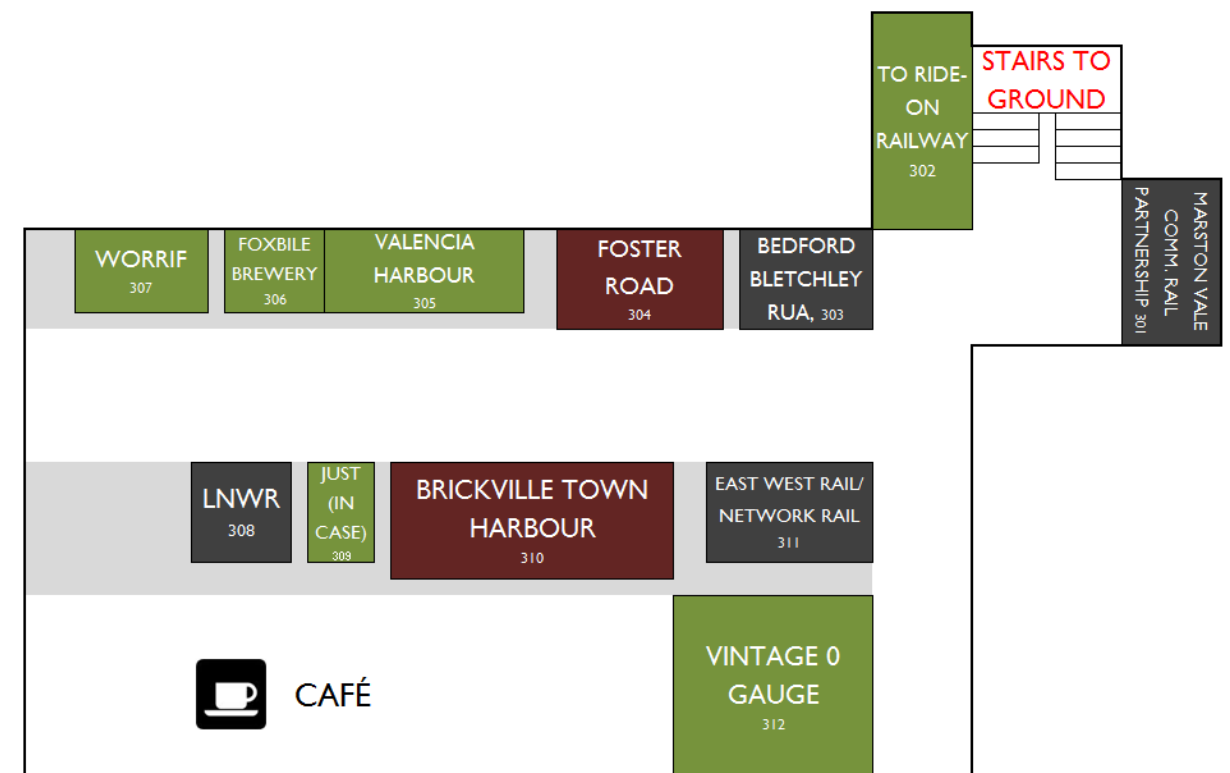 TO RIDE-
ON
RAILWAY
302
STAIRS TO
GROUND
MARSTON VALE
COMM. RAIL
PARTNERSHIP 301
WORRIF
307
FOXBILE
BREWERY
306
VALENCIA
HARBOUR
305
FOSTER
ROAD
304
BEDFORD
BLETCHLEY
RUA, 303
LNWR
308
JUST
(IN
CASE)
309
BRICKVILLE TOWN
HARBOUR
310
EAST WEST RAIL/
NETWORK RAIL
311
CAFÉ
VINTAGE 0
GAUGE
312